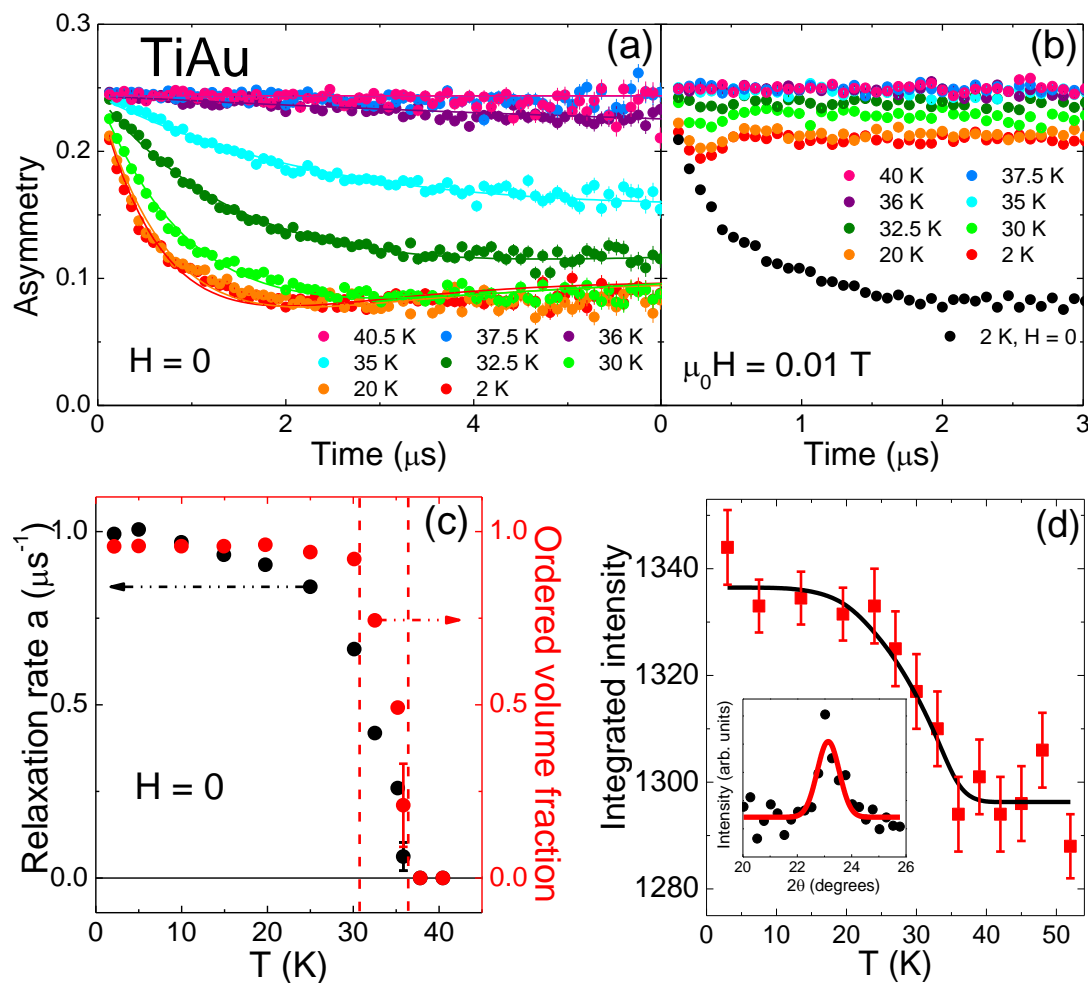 TiAu
(a)
(b)
0.3
0.2
0.1
0.0
Asymmetry
H = 0
40.5 K 37.5 K 36 K
35 K 32.5 K 30 K
20 K 2 K
0 2 4 6
Time (μs)
40 K 37.5 K
36 K 35 K
32.5 K 30 K
20 K 2 K
2 K, H = 0
μ0H = 0.01 T
0 1 2 3
Time (μs)
(c)
1.0
0.5
0.0
Relaxation rate a (μs-1)
H = 0
1.0
0.5
0.0
Ordered volume fraction
0 10 20 30 40
T (K)
(d)
1340
1320
1300
1280
Integrated intensity
Intensity (arb. units)
20 22 24 26
2θ (degrees)
0 10 20 30 40 50
T (K)